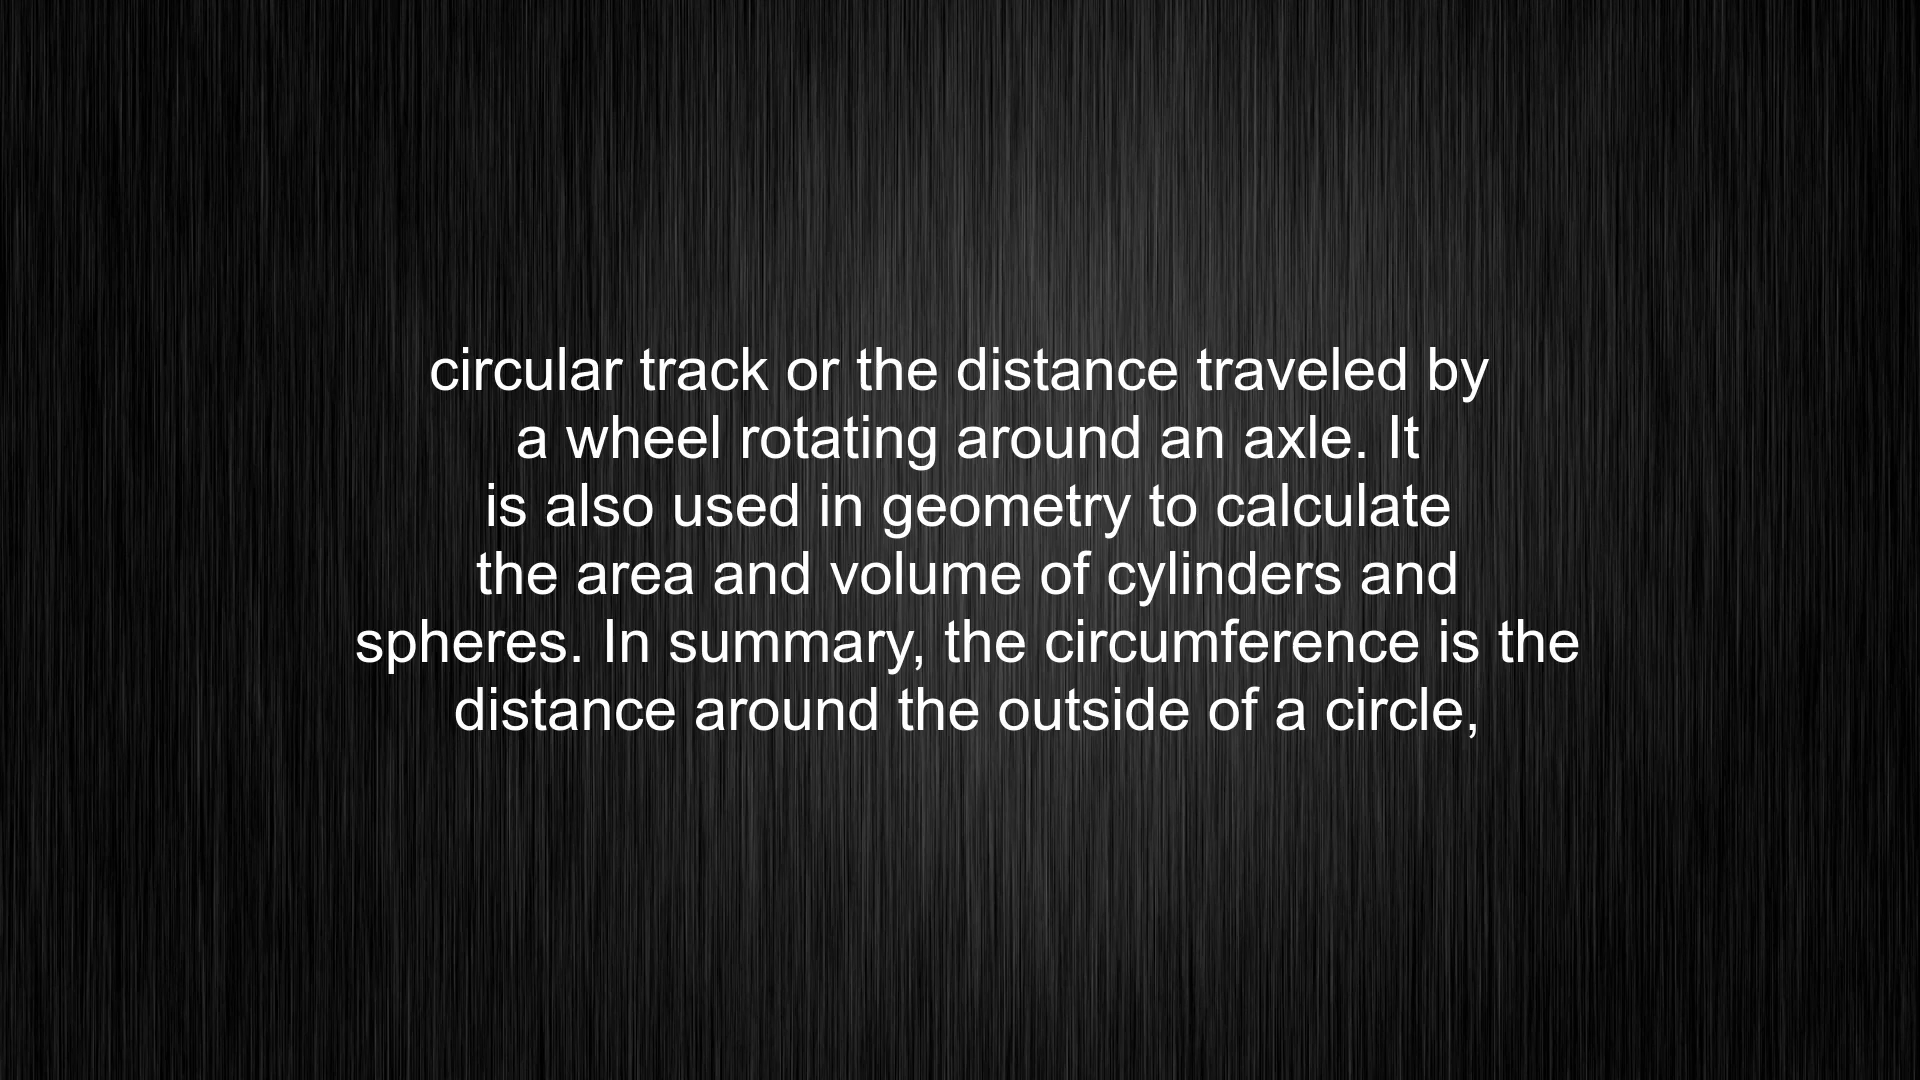 circular track or the distance traveled by
a wheel rotating around an axle. It
is also used in geometry to calculate
the area and volume of cylinders and
spheres. In summary, the circumference is the
distance around the outside of a circle,